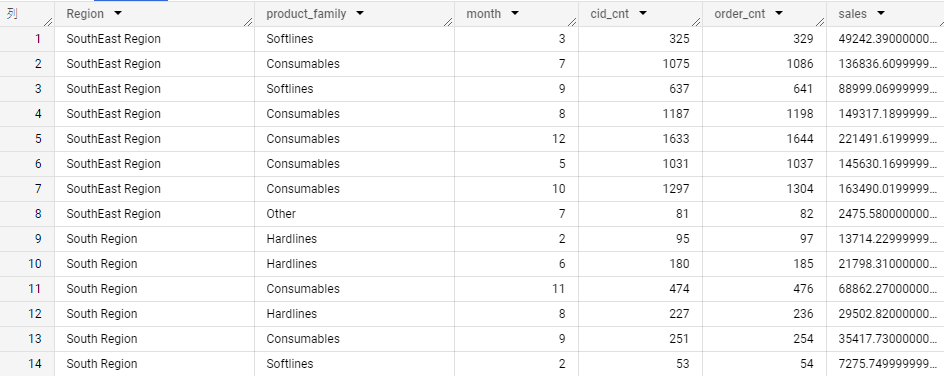 列 Region product_family month cid_cnt order_cnt sales
1 SouthEast Region Softlines 3 325 329 49242.39000000...
2 SouthEast Region Consumables 7 1075 1086 136836.6099999...
3 SouthEast Region Softlines 9 637 641 88999.06999999...
4 SouthEast Region Consumables 8 1187 1198 149317.1899999...
5 SouthEast Region Consumables 12 1633 1644 221491.6199999...
6 SouthEast Region Consumables 5 1031 1037 145630.1699999...
7 SouthEast Region Consumables 10 1297 1304 163490.0199999...
8 SouthEast Region Other 7 81 82 2475.580000000...
9 South Region Hardlines 2 95 97 13714.22999999...
10 South Region Hardlines 6 180 185 21798.31000000...
11 South Region Consumables 11 474 476 68862.27000000...
12 South Region Hardlines 8 227 236 29502.82000000...
13 South Region Consumables 9 251 254 35417.73000000...
14 South Region Softlines 2 53 54 7275.749999999...